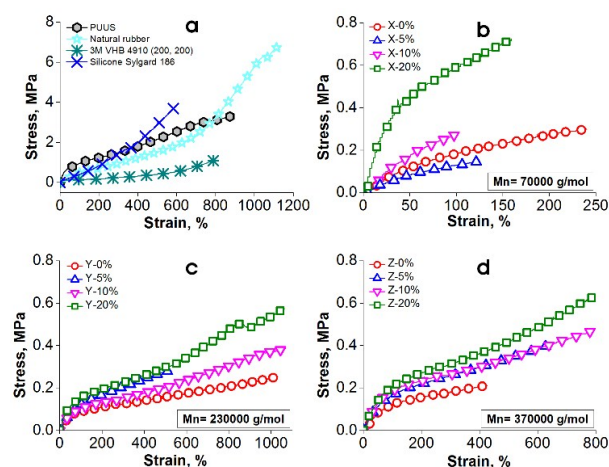 a
PUUS
Natural rubber
3M VHB 4910 (200, 200)
Silicone Sylgard 186
Stress, MPa
8
6
4
2
0
0 200 400 600 800 1000 1200
Strain, %
b
X-0%
X-5%
X-10%
X-20%
Stress, MPa
0.8
0.6
0.4
0.2
0.0
Mn= 70000 g/mol
0 50 100 150 200 250
Strain, %
c
Y-0%
Y-5%
Y-10%
Y-20%
Stress, MPa
0.8
0.6
0.4
0.2
0.0
Mn= 230000 g/mol
0 200 400 600 800 1000
Strain, %
d
Z-0%
Z-5%
Z-10%
Z-20%
Stress, MPa
0.8
0.6
0.4
0.2
0.0
Mn= 370000 g/mol
0 200 400 600 800
Strain, %